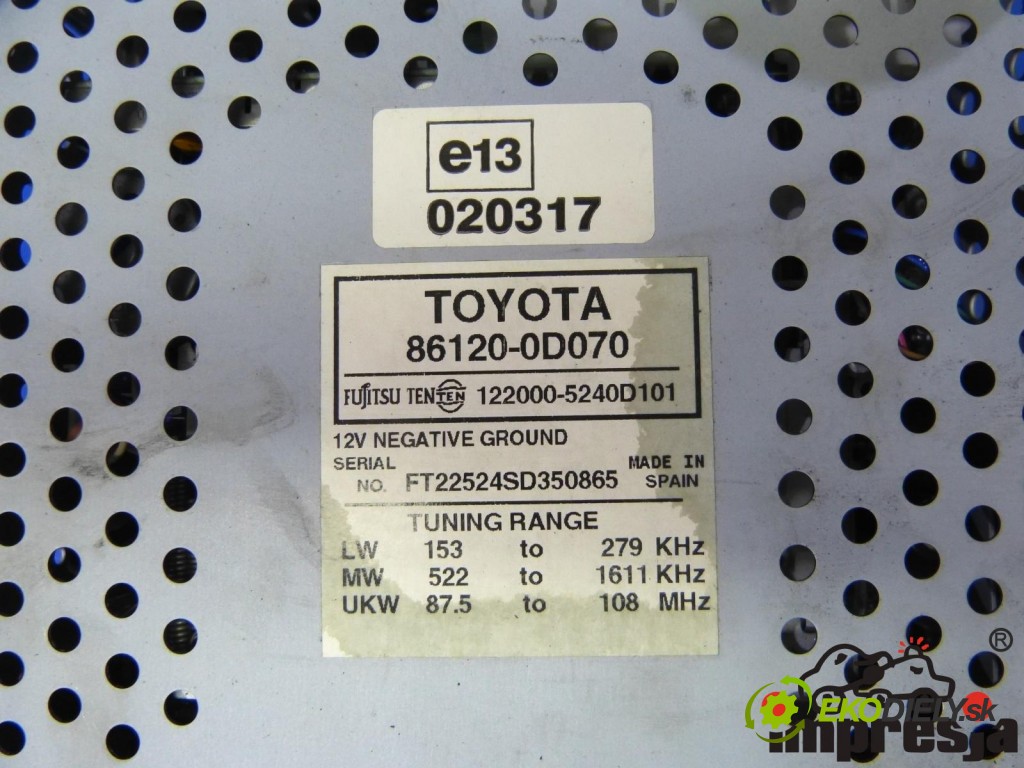 e13
020317
TOYOTA
86120-0D070
FUJITSU TEN TEN 122000-5240D101
12V NEGATIVE GROUND
SERIAL NO. FT22524SD350865 MADE IN SPAIN
TUNING RANGE
LW 153 to 279 KHz
MW 522 to 1611 KHz
UKW 87.5 to 108 MHz
®
EKODIELY.sk
impresja